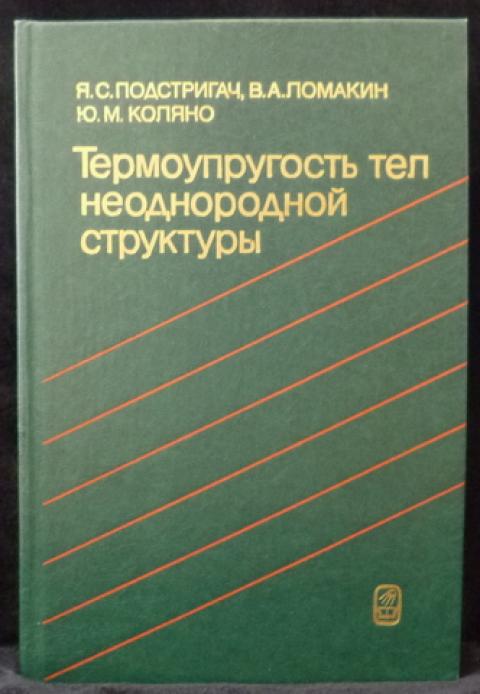 Я.С.ПОДСТРИГАЧ, В.А.ЛОМАКИН
Ю.М.КОЛЯНО
Термоупругость тел
неоднородной
структуры